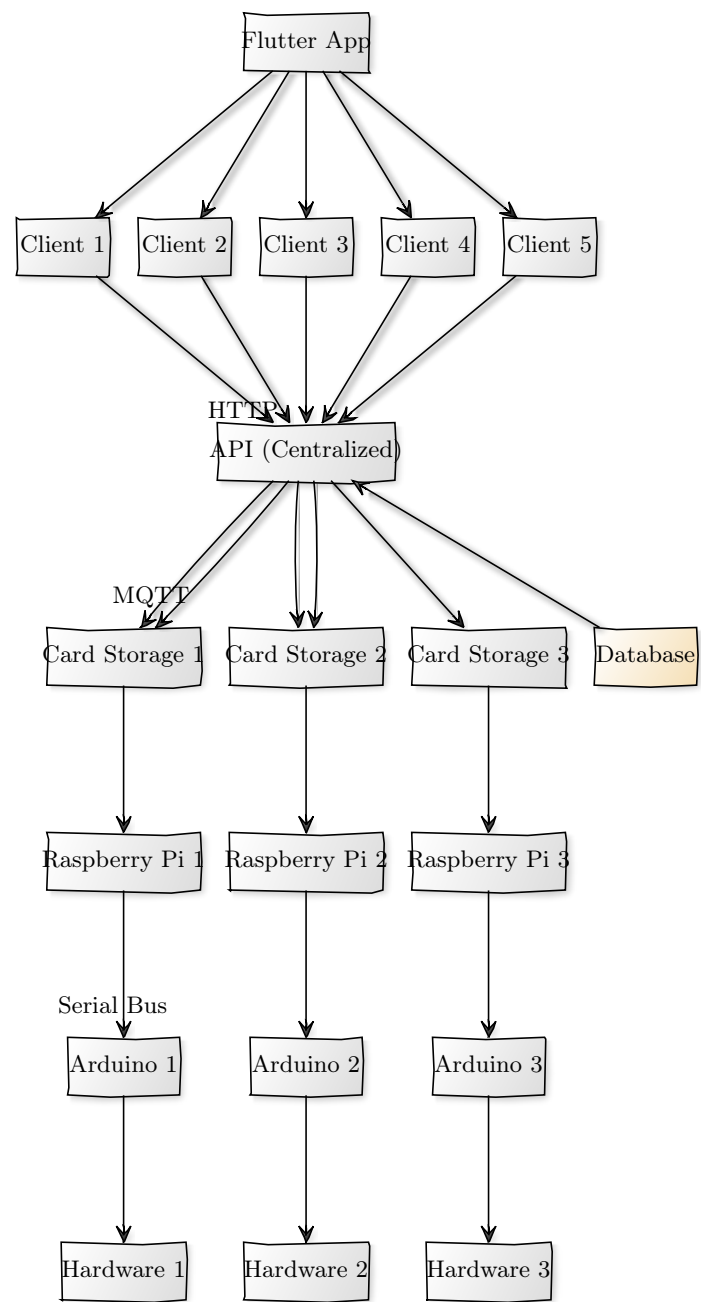 Flutter App
Client 1
Client 2
Client 3
Client 4
Client 5
HTTP
API (Centralized)
MQTT
Card Storage 1
Card Storage 2
Card Storage 3
Database
Raspberry Pi 1
Raspberry Pi 2
Raspberry Pi 3
Serial Bus
Arduino 1
Arduino 2
Arduino 3
Hardware 1
Hardware 2
Hardware 3